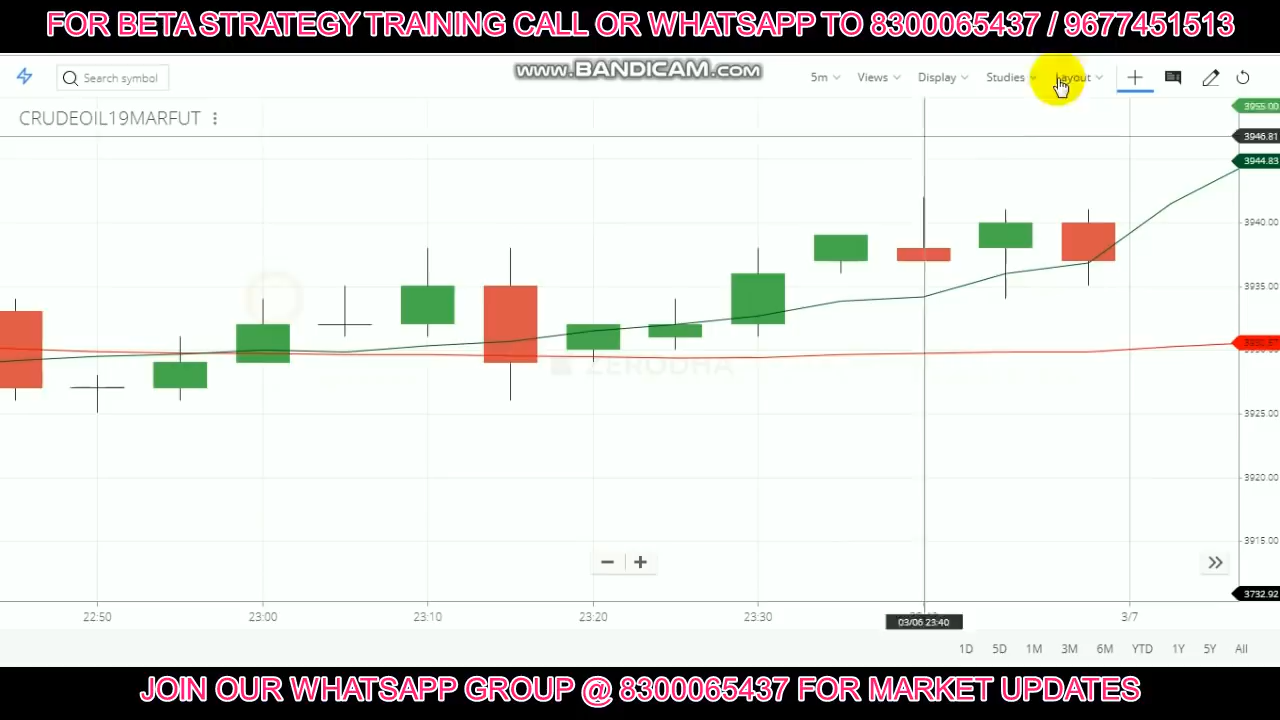 FOR BETA STRATEGY TRAINING CALL OR WHATSAPP TO 8300065437 / 9677451513
www.BANDICAM.com
Search symbol
5m Views Display Studies Layout
CRUDEOIL19MARFUT
3955.00
3946.81
3944.83
3940.00
3935.00
ZERODHA
3925.00
3920.00
3915.00
3732.92
22:50 23:00 23:10 23:20 23:30 3/7
03/06 23:40
1D 5D 1M 3M 6M YTD 1Y 5Y All
JOIN OUR WHATSAPP GROUP @ 8300065437 FOR MARKET UPDATES